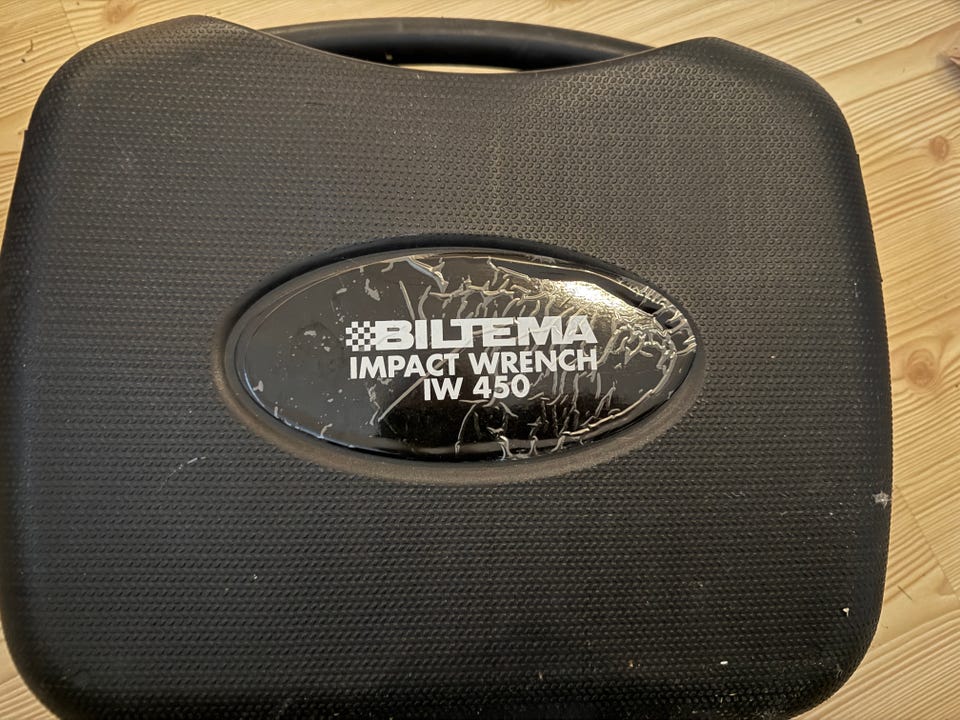 BILTEMA
IMPACT WRENCH
IW 450